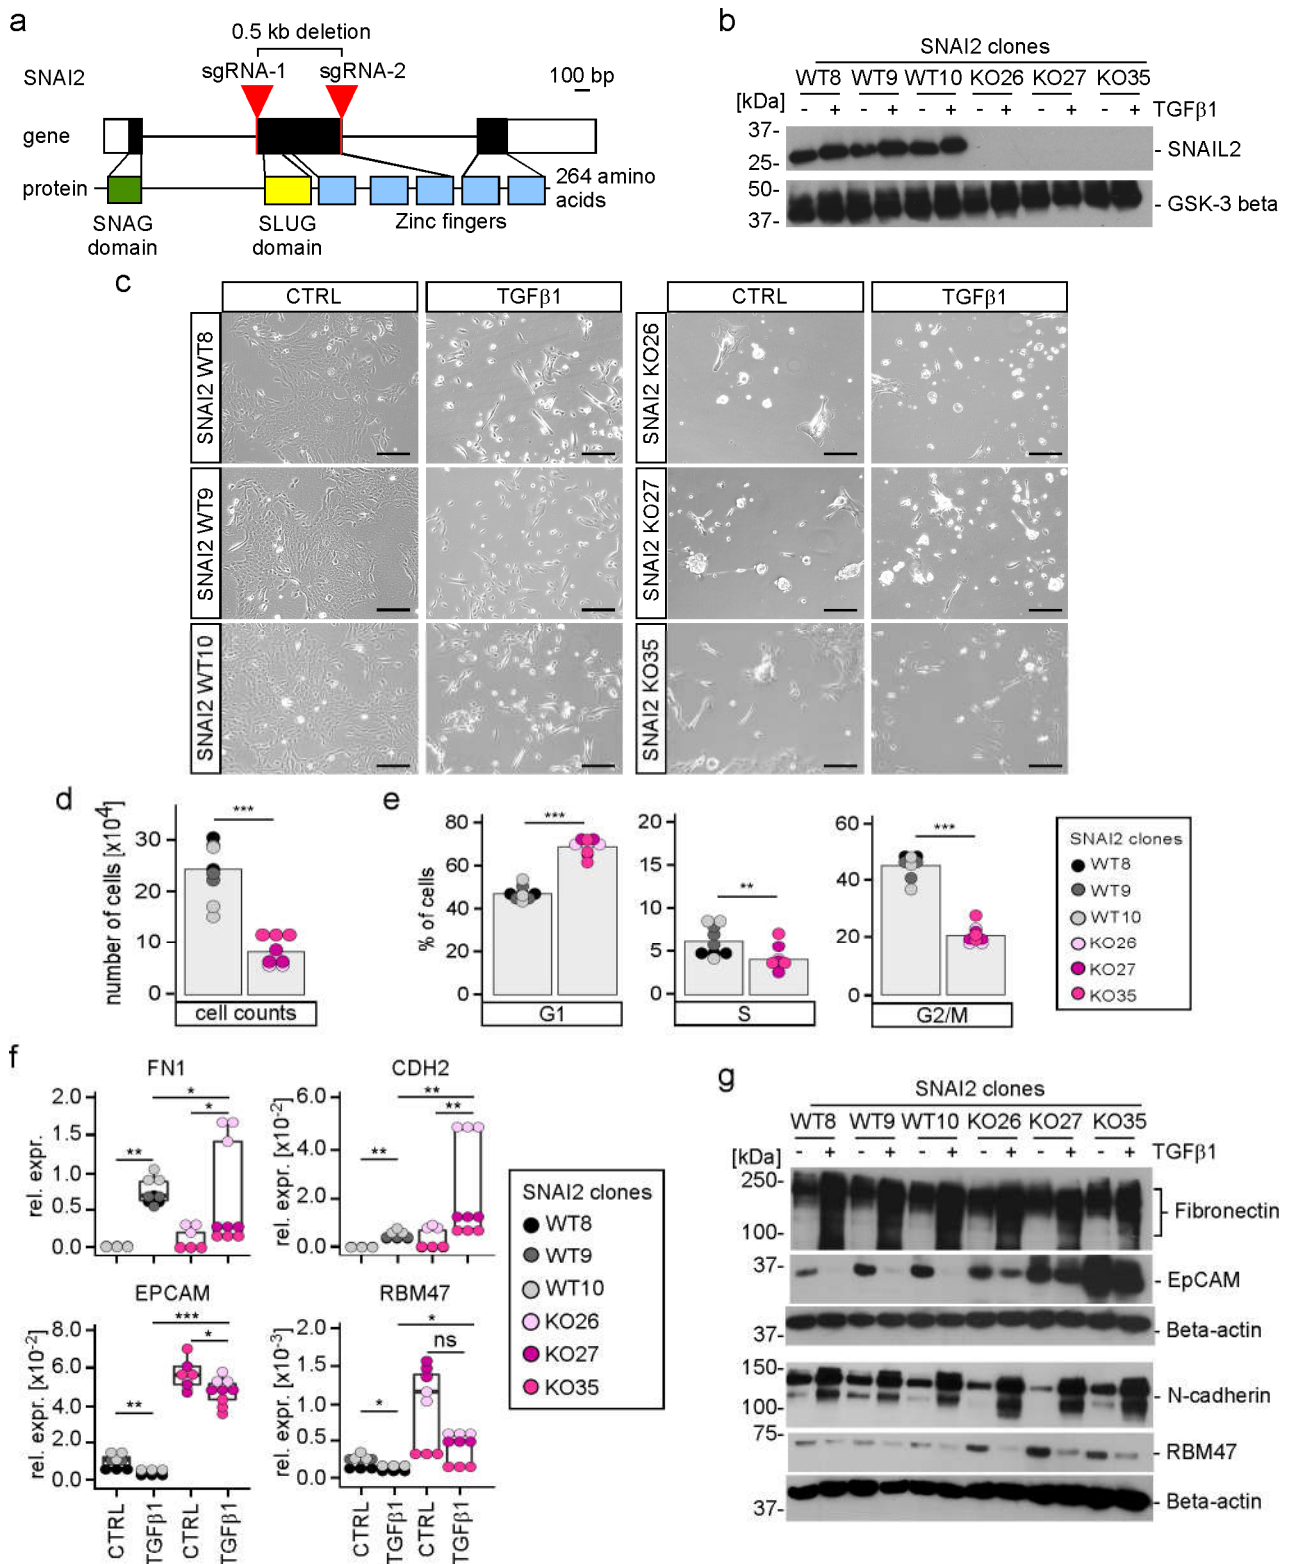 a
0.5 kb deletion
sgRNA-1 sgRNA-2
SNAI2
100 bp
gene
protein
264 amino
acids
SNAG
domain
SLUG
domain
Zinc fingers
b
SNAI2 clones
WT8 WT9 WT10 KO26 KO27 KO35
[kDa]
- + - + - + - + - + - + TGFβ1
37-
25-
- SNAIL2
50-
37-
- GSK-3 beta
c
CTRL TGFβ1 CTRL TGFβ1
SNAI2 WT8
SNAI2 KO26
SNAI2 WT9
SNAI2 KO27
SNAI2 WT10
SNAI2 KO35
d
number of cells [x10⁴]
30
20
10
0
***
cell counts
e
% of cells
80
60
40
20
0
***
G1
20
15
10
5
0
**
S
60
40
20
0
***
G2/M
SNAI2 clones
WT8
WT9
WT10
KO26
KO27
KO35
f
FN1
rel. expr.
2.0
1.5
1.0
0.5
0.0
**
*
*
CDH2
rel. expr. [x10⁻²]
6.0
4.0
2.0
0.0
**
**
**
EPCAM
rel. expr. [x10⁻²]
8.0
6.0
4.0
2.0
0.0
**
***
*
CTRL
TGFβ1
CTRL
TGFβ1
RBM47
rel. expr. [x10⁻³]
2.0
1.5
1.0
0.5
0.0
*
*
ns
CTRL
TGFβ1
CTRL
TGFβ1
SNAI2 clones
WT8
WT9
WT10
KO26
KO27
KO35
g
SNAI2 clones
WT8 WT9 WT10 KO26 KO27 KO35
- + - + - + - + - + - + TGFβ1
[kDa]
250-
100-
Fibronectin
37-
- EpCAM
37-
- Beta-actin
150-
100-
- N-cadherin
75-
- RBM47
37-
- Beta-actin